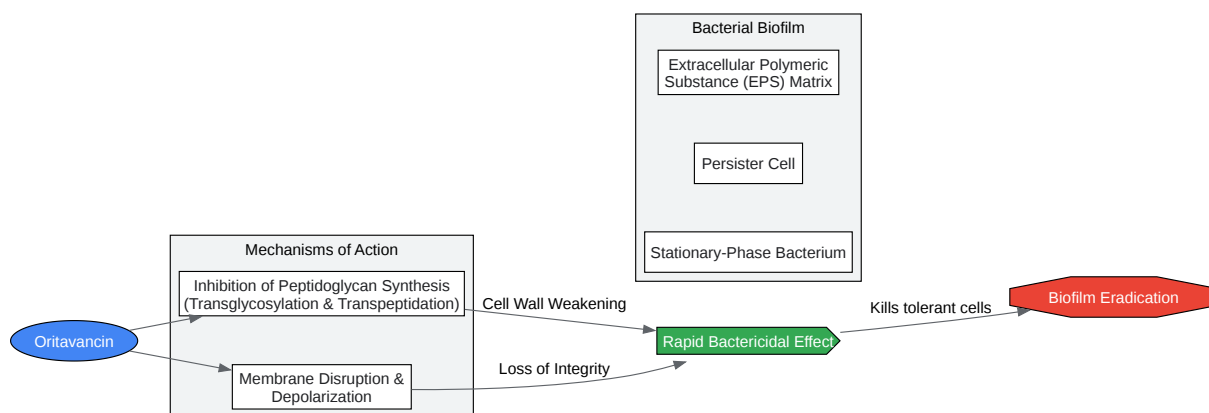 Bacterial Biofilm
Extracellular Polymeric
Substance (EPS) Matrix
Persister Cell
Stationary-Phase Bacterium
Mechanisms of Action
Inhibition of Peptidoglycan Synthesis
(Transglycosylation & Transpeptidation)
Membrane Disruption &
Depolarization
Oritavancin
Cell Wall Weakening
Loss of Integrity
Rapid Bactericidal Effect
Kills tolerant cells
Biofilm Eradication